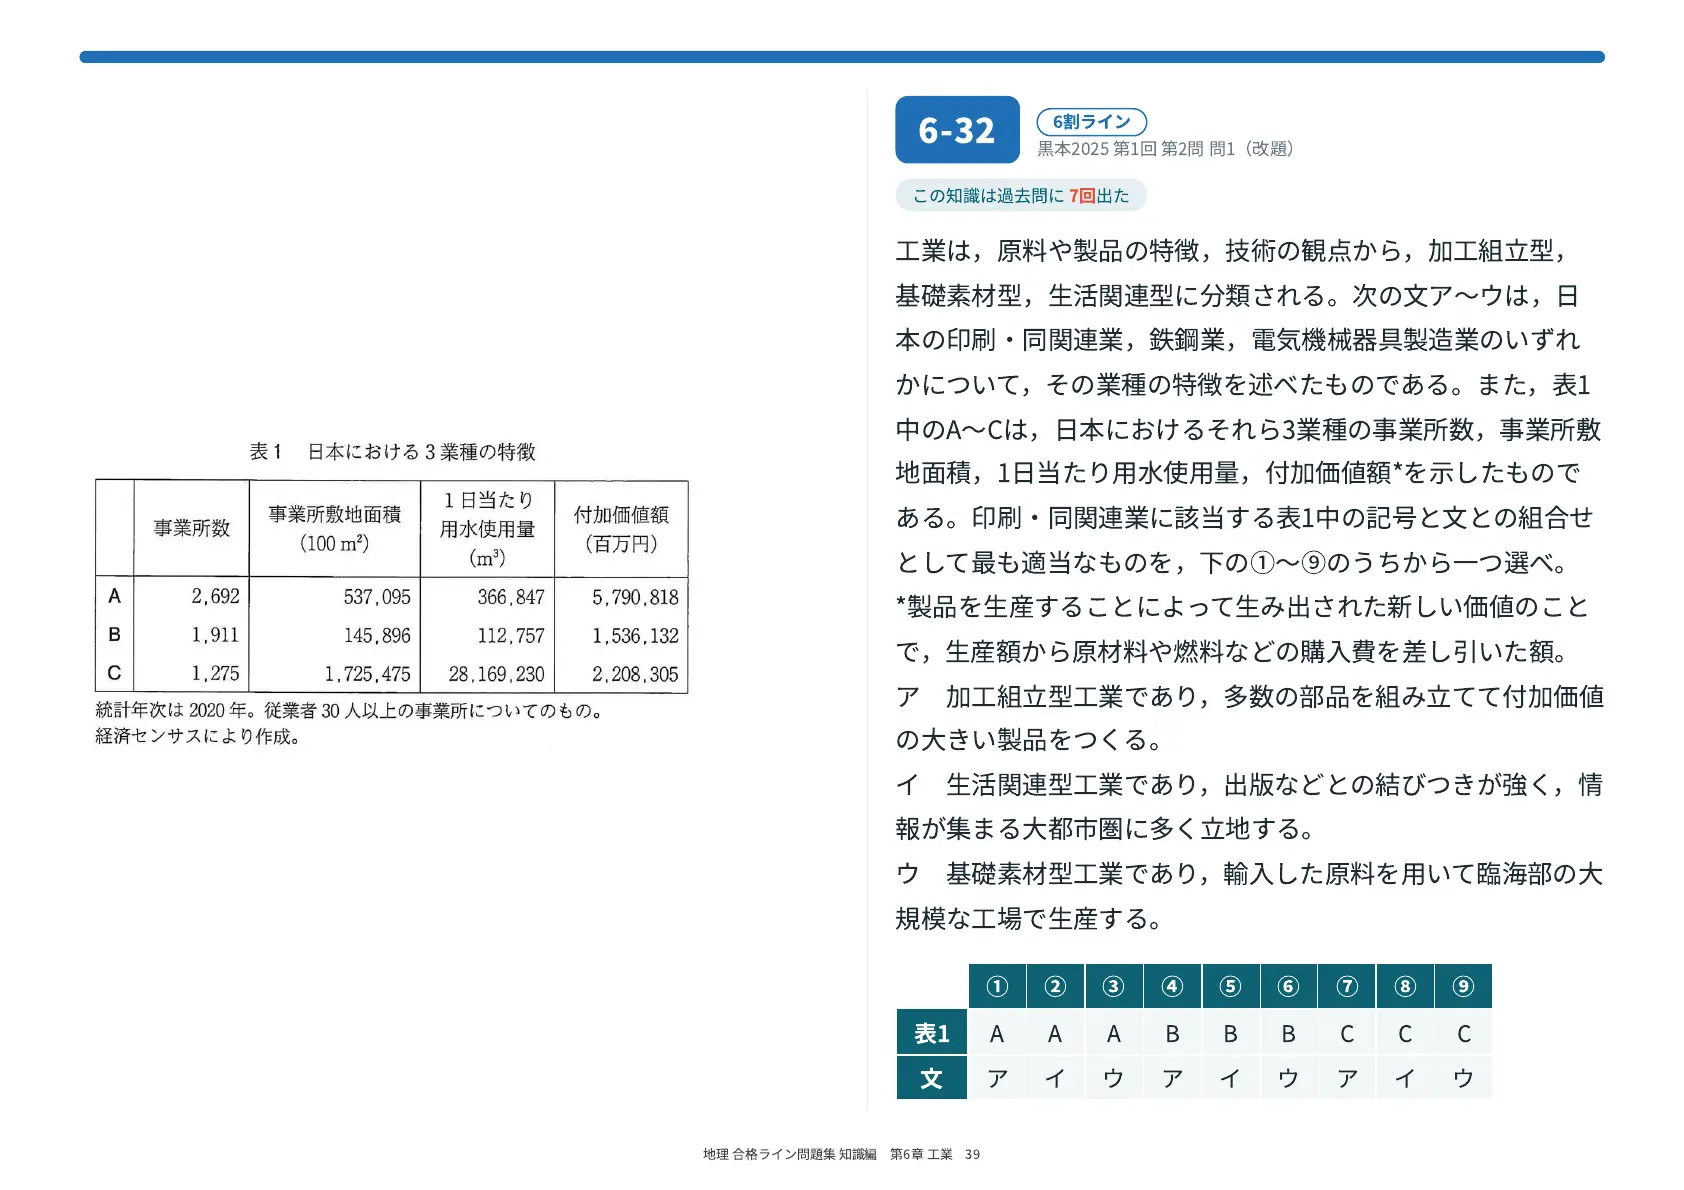 表1　日本における3業種の特徴
事業所数
事業所敷地面積
(100 m²)
1日当たり
用水使用量
(m³)
付加価値額
(百万円)
A 2,692 537,095 366,847 5,790,818
B 1,911 145,896 112,757 1,536,132
C 1,275 1,725,475 28,169,230 2,208,305
統計年次は2020年。従業者30人以上の事業所についてのもの。
経済センサスにより作成。
6-32
6割ライン
黒本2025 第1回 第2問 問1（改題）
この知識は過去問に 7回出た
工業は，原料や製品の特徴，技術の観点から，加工組立型，
基礎素材型，生活関連型に分類される。次の文ア～ウは，日
本の印刷・同関連業，鉄鋼業，電気機械器具製造業のいずれ
かについて，その業種の特徴を述べたものである。また，表1
中のA～Cは，日本におけるそれら3業種の事業所数，事業所敷
地面積，1日当たり用水使用量，付加価値額*を示したもので
ある。印刷・同関連業に該当する表1中の記号と文との組合せ
として最も適当なものを，下の①～⑨のうちから一つ選べ。
*製品を生産することによって生み出された新しい価値のこと
で，生産額から原材料や燃料などの購入費を差し引いた額。
ア　加工組立型工業であり，多数の部品を組み立てて付加価値
の大きい製品をつくる。
イ　生活関連型工業であり，出版などとの結びつきが強く，情
報が集まる大都市圏に多く立地する。
ウ　基礎素材型工業であり，輸入した原料を用いて臨海部の大
規模な工場で生産する。
① ② ③ ④ ⑤ ⑥ ⑦ ⑧ ⑨
表1 A A A B B B C C C
文 ア イ ウ ア イ ウ ア イ ウ
地理 合格ライン問題集 知識編　第6章 工業　39